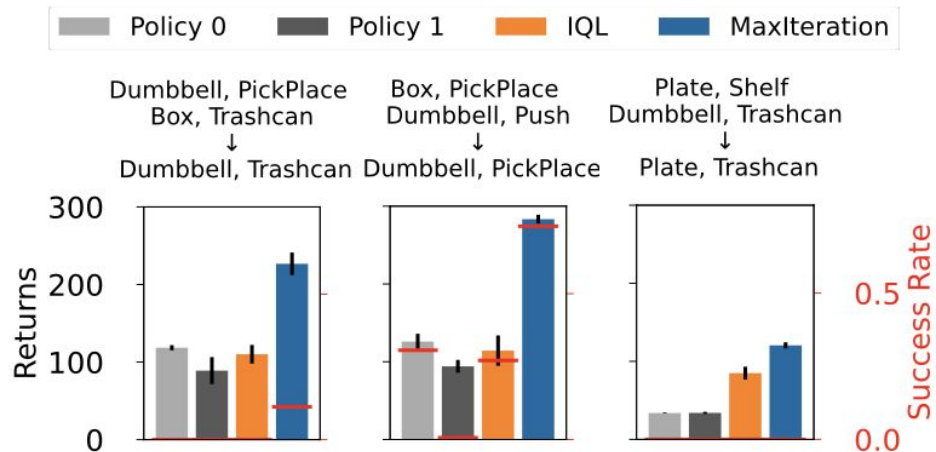 Policy 0 Policy 1 IQL MaxIteration
Dumbbell, PickPlace
Box, Trashcan
↓
Dumbbell, Trashcan
Box, PickPlace
Dumbbell, Push
↓
Dumbbell, PickPlace
Plate, Shelf
Dumbbell, Trashcan
↓
Plate, Trashcan
Returns
300
200
100
0
0.5
0.0
Success Rate